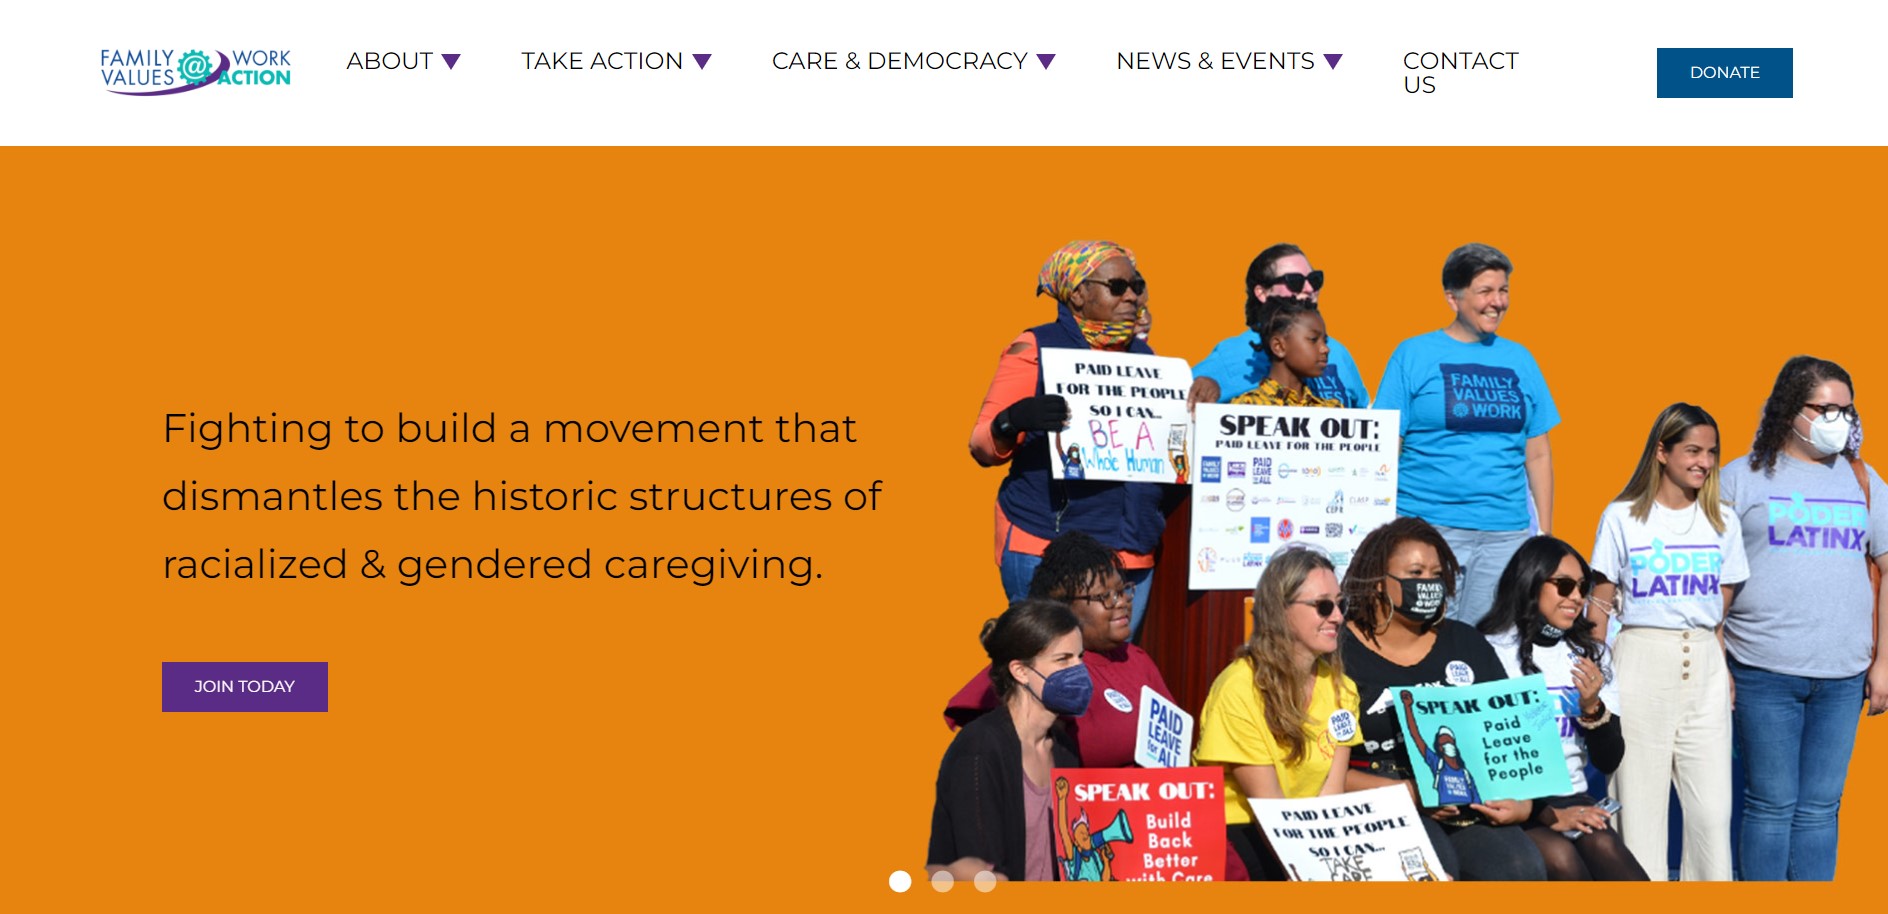 FAMILY VALUES @ WORK ACTION
ABOUT
TAKE ACTION
CARE & DEMOCRACY
NEWS & EVENTS
CONTACT
US
DONATE
Fighting to build a movement that
dismantles the historic structures of
racialized & gendered caregiving.
JOIN TODAY
PAID LEAVE
FOR THE PEOPLE
SO I CAN...
BE A
Whole Human
SPEAK OUT:
PAID LEAVE FOR THE PEOPLE
FAMILY
VALUES
@ WORK
PODER
LATINX
PODER
LATINX
PAID
LEAVE
for ALL
SPEAK OUT:
Paid
Leave
for the
People
SPEAK OUT:
Build
Back
Better
with Care
PAID LEAVE
FOR THE PEOPLE
SO I CAN...
TAKE
CARE